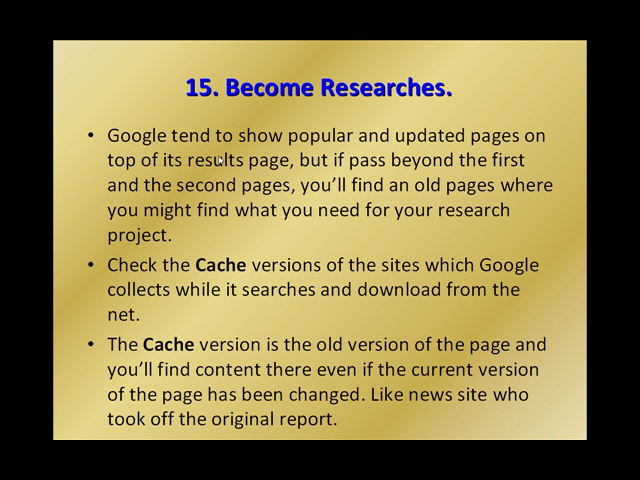 15. Become Researches.
• Google tend to show popular and updated pages on
top of its results page, but if pass beyond the first
and the second pages, you'll find an old pages where
you might find what you need for your research
project.
• Check the Cache versions of the sites which Google
collects while it searches and download from the
net.
• The Cache version is the old version of the page and
you'll find content there even if the current version
of the page has been changed. Like news site who
took off the original report.